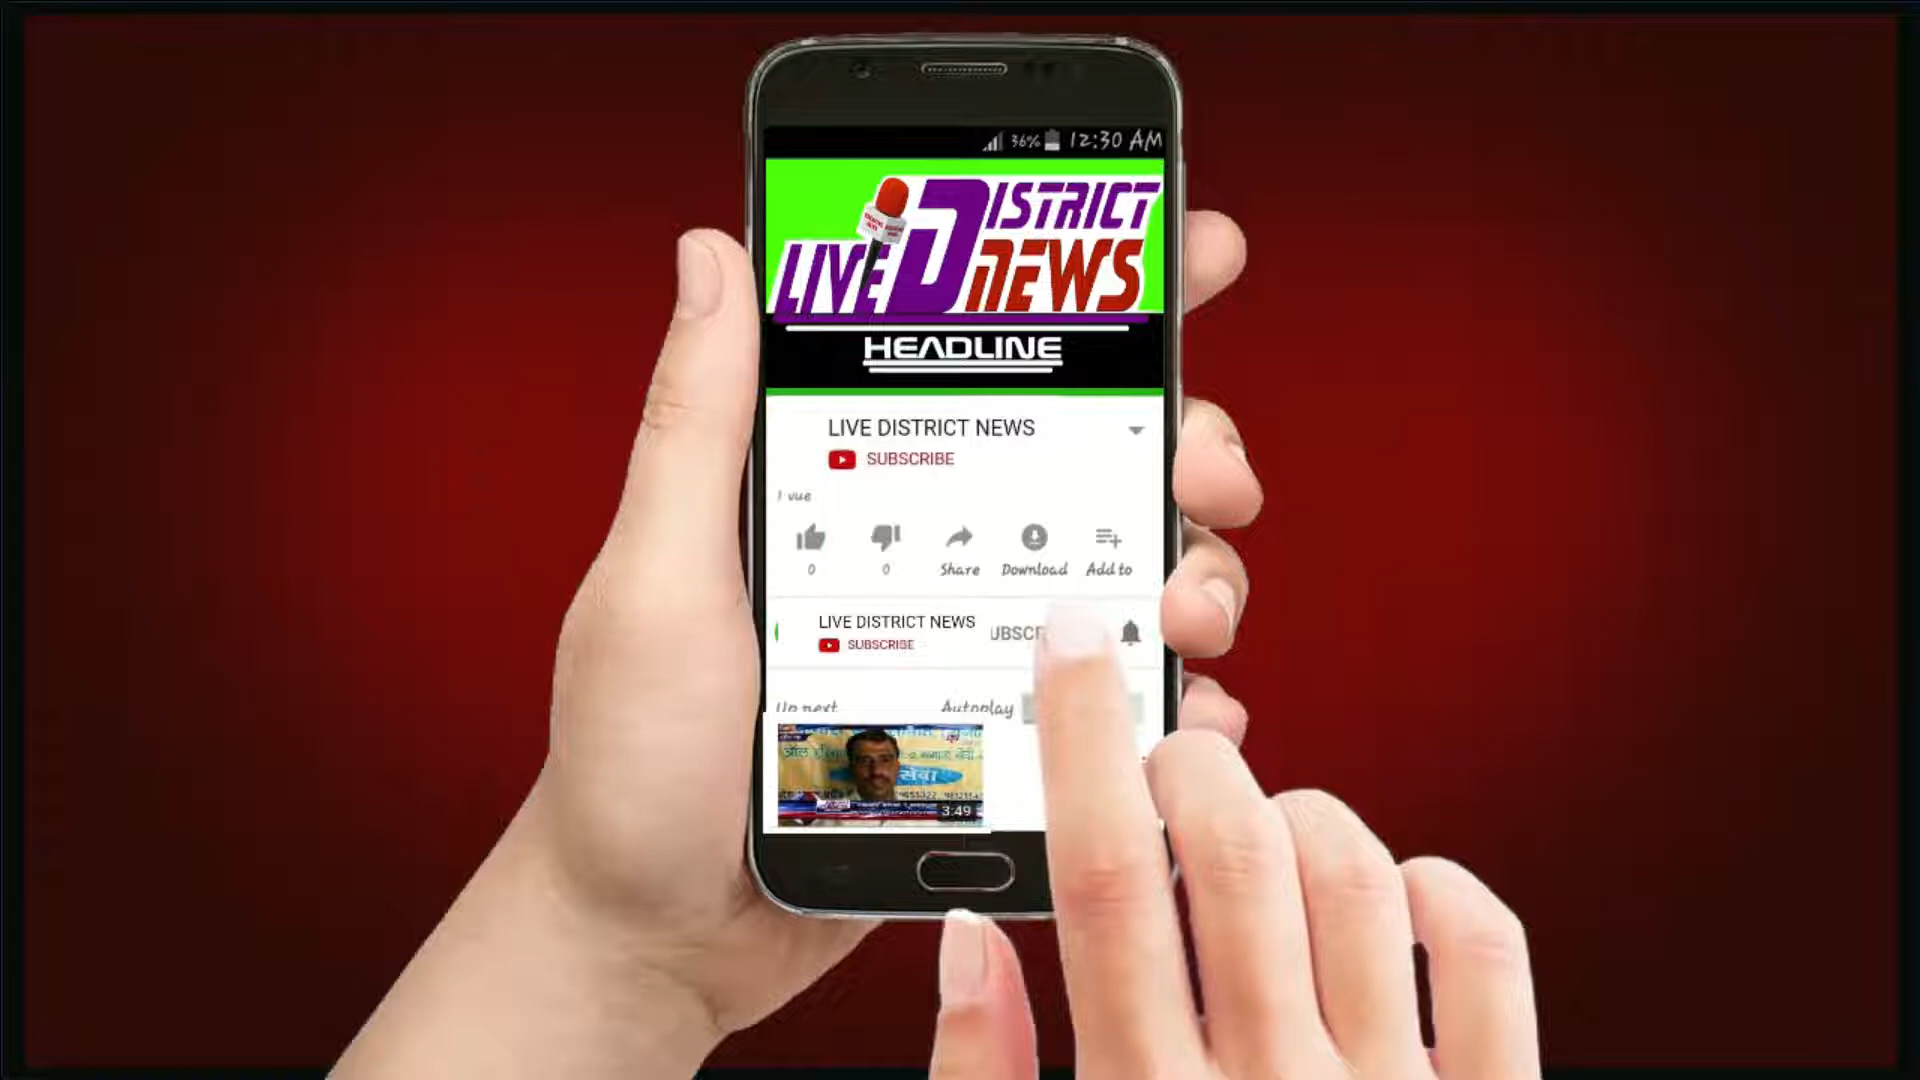 36% 12:30 AM
LIVE DISTRICT NEWS
HEADLINE
LIVE DISTRICT NEWS
SUBSCRIBE
1 vue
0 0 Share Download Add to
LIVE DISTRICT NEWS
SUBSCRIBE
Up next Autoplay
सेवा
3:49